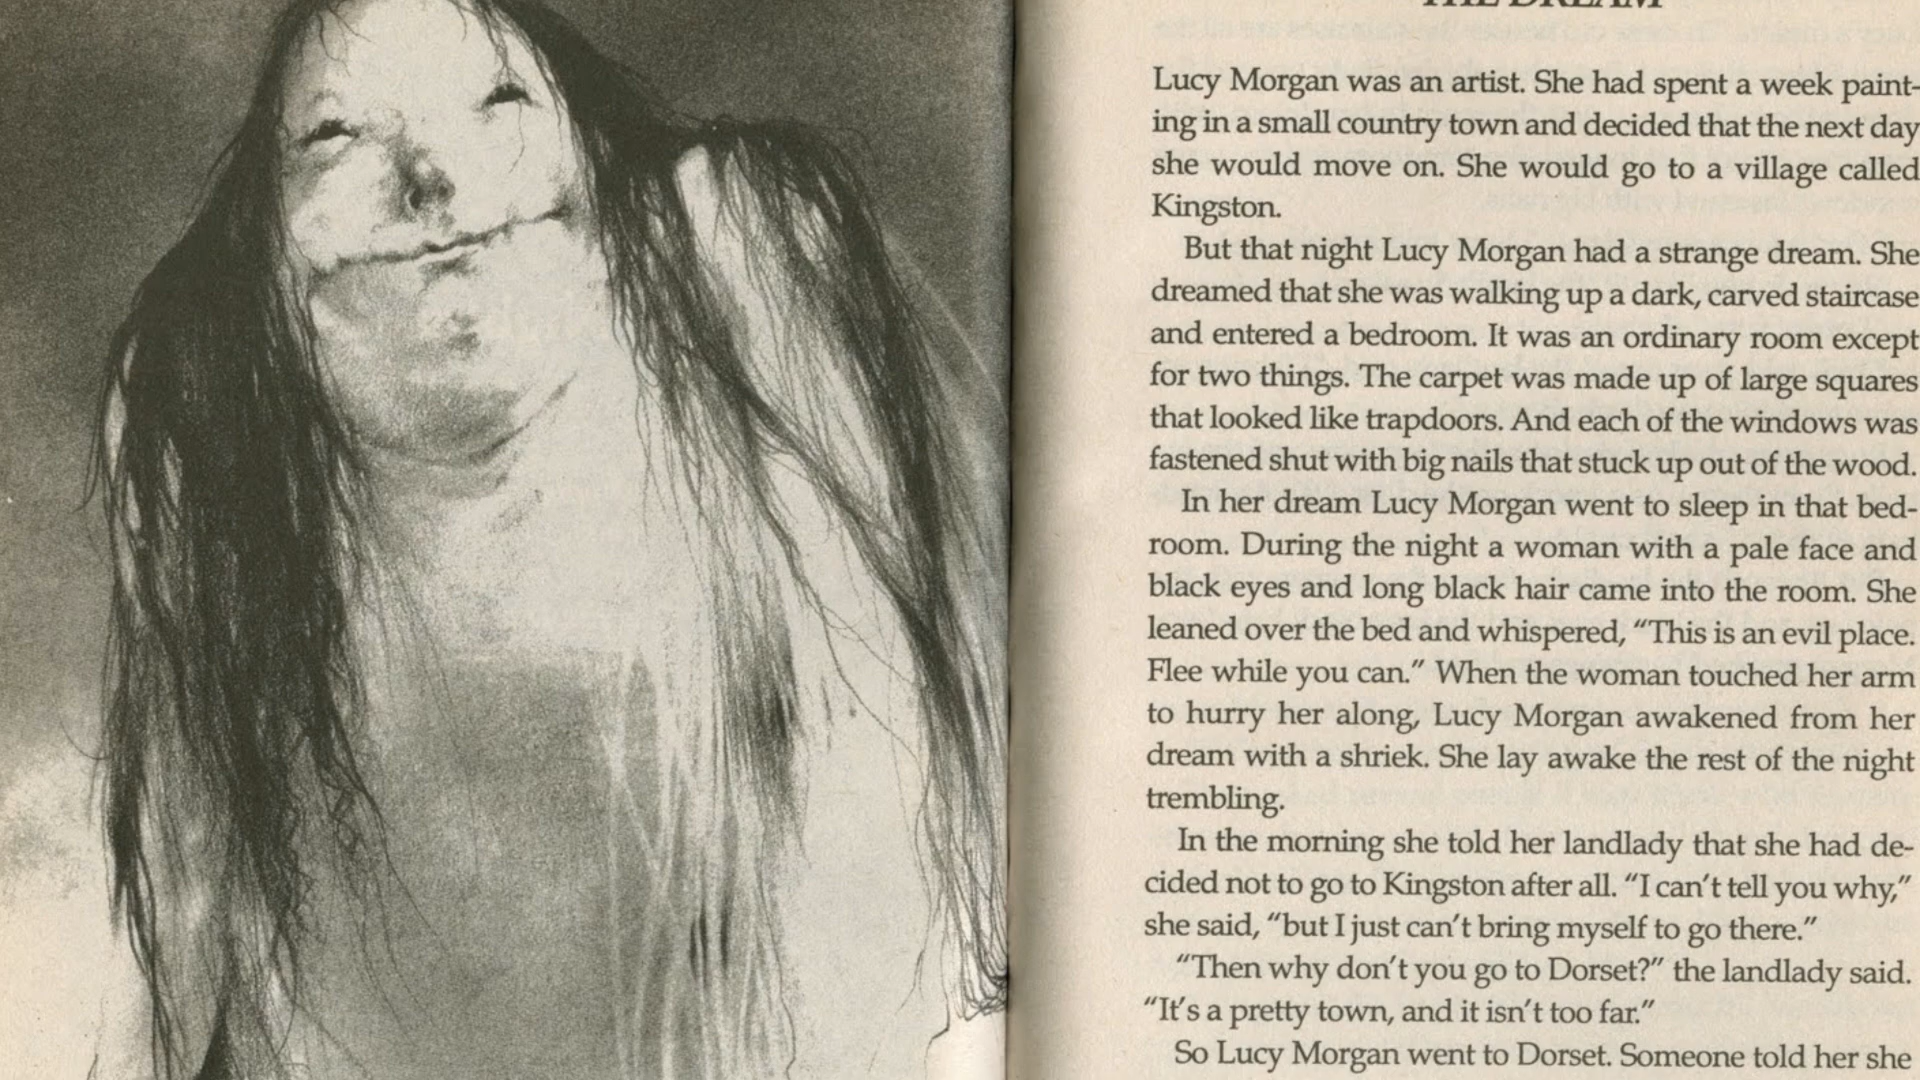 THE DREAM
Lucy Morgan was an artist. She had spent a week paint-
ing in a small country town and decided that the next day
she would move on. She would go to a village called
Kingston.
But that night Lucy Morgan had a strange dream. She
dreamed that she was walking up a dark, carved staircase
and entered a bedroom. It was an ordinary room except
for two things. The carpet was made up of large squares
that looked like trapdoors. And each of the windows was
fastened shut with big nails that stuck up out of the wood.
In her dream Lucy Morgan went to sleep in that bed-
room. During the night a woman with a pale face and
black eyes and long black hair came into the room. She
leaned over the bed and whispered, “This is an evil place.
Flee while you can.” When the woman touched her arm
to hurry her along, Lucy Morgan awakened from her
dream with a shriek. She lay awake the rest of the night
trembling.
In the morning she told her landlady that she had de-
cided not to go to Kingston after all. “I can’t tell you why,”
she said, “but I just can’t bring myself to go there.”
“Then why don’t you go to Dorset?” the landlady said.
“It’s a pretty town, and it isn’t too far.”
So Lucy Morgan went to Dorset. Someone told her she